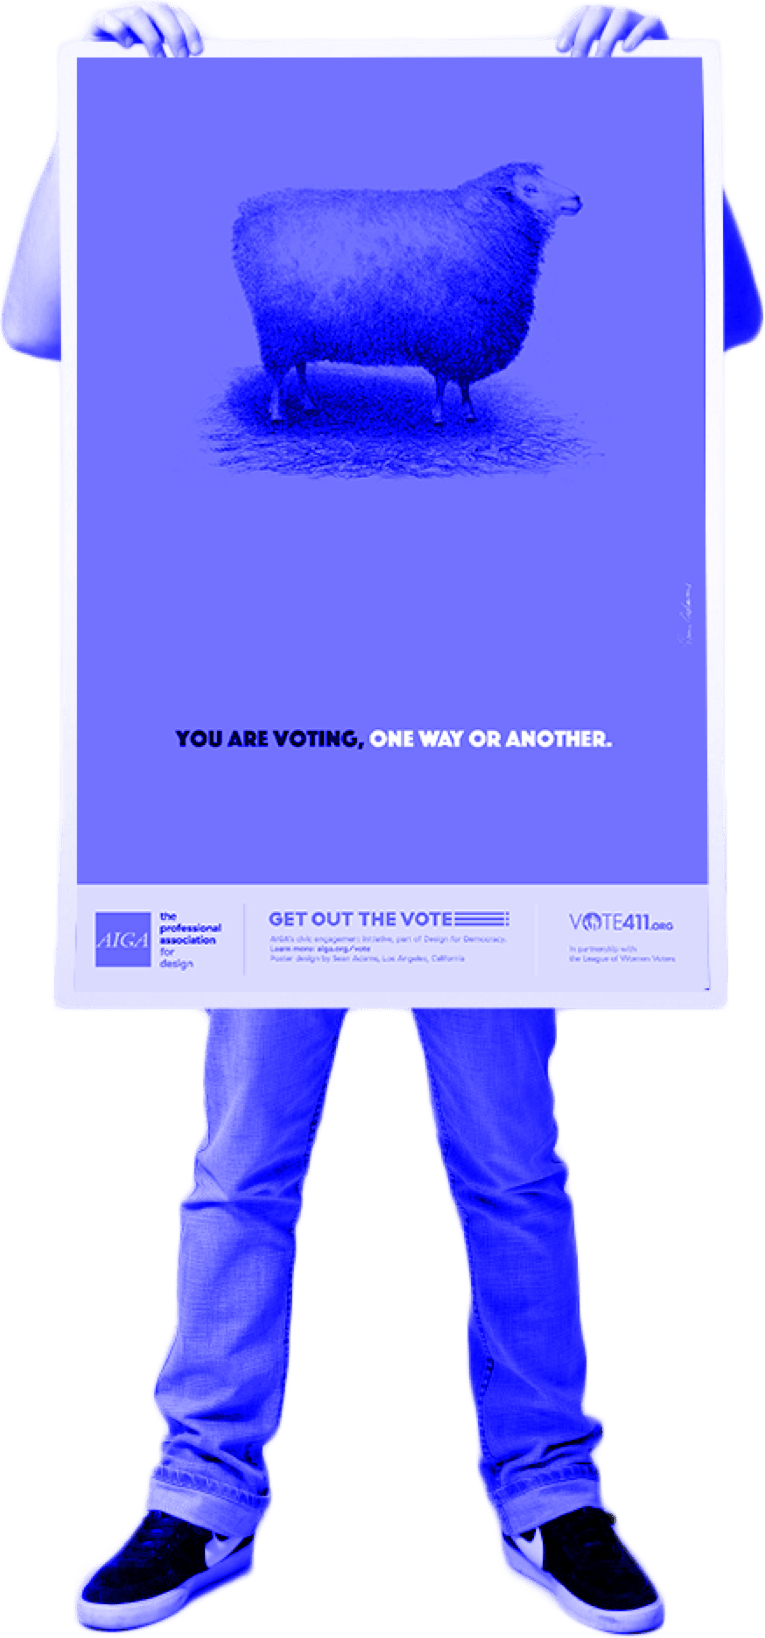 YOU ARE VOTING, ONE WAY OR ANOTHER.
AIGA
the
professional
association
for
design
GET OUT THE VOTE
AIGA's civic engagement initiative, part of Design for Democracy.
Learn more: aiga.org/vote
Poster design by Sean Adams, Los Angeles, California
VOTE411.ORG
In partnership with
the League of Women Voters